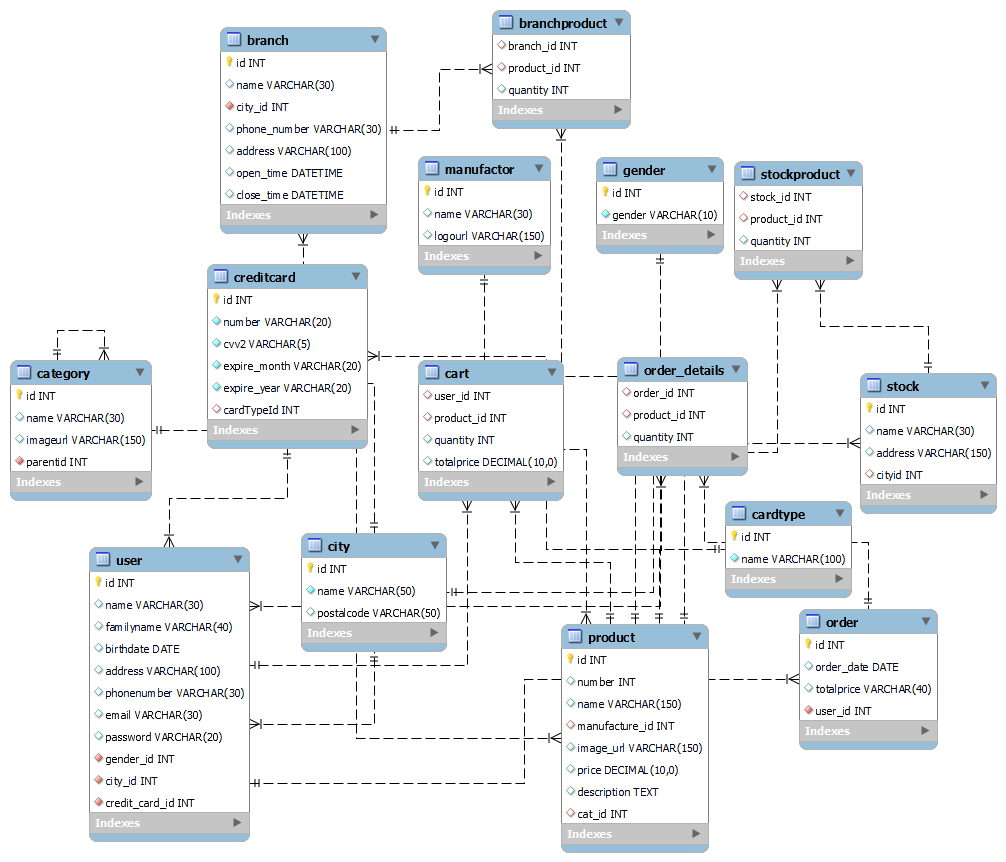 branch
id INT
name VARCHAR(30)
city_id INT
phone_number VARCHAR(30)
address VARCHAR(100)
open_time DATETIME
close_time DATETIME
Indexes
branchproduct
branch_id INT
product_id INT
quantity INT
Indexes
manufactor
id INT
name VARCHAR(30)
logourl VARCHAR(150)
Indexes
gender
id INT
gender VARCHAR(10)
Indexes
stockproduct
stock_id INT
product_id INT
quantity INT
Indexes
creditcard
id INT
number VARCHAR(20)
cvv2 VARCHAR(5)
expire_month VARCHAR(20)
expire_year VARCHAR(20)
cardTypeId INT
Indexes
category
id INT
name VARCHAR(30)
imageurl VARCHAR(150)
parentid INT
Indexes
cart
user_id INT
product_id INT
quantity INT
totalprice DECIMAL(10,0)
Indexes
order_details
order_id INT
product_id INT
quantity INT
Indexes
stock
id INT
name VARCHAR(30)
address VARCHAR(150)
cityid INT
Indexes
cardtype
id INT
name VARCHAR(100)
Indexes
user
id INT
name VARCHAR(30)
familyname VARCHAR(40)
birthdate DATE
address VARCHAR(100)
phonenumber VARCHAR(30)
email VARCHAR(30)
password VARCHAR(20)
gender_id INT
city_id INT
credit_card_id INT
Indexes
city
id INT
name VARCHAR(50)
postalcode VARCHAR(50)
Indexes
product
id INT
number INT
name VARCHAR(150)
manufacture_id INT
image_url VARCHAR(150)
price DECIMAL(10,0)
description TEXT
cat_id INT
Indexes
order
id INT
order_date DATE
totalprice VARCHAR(40)
user_id INT
Indexes